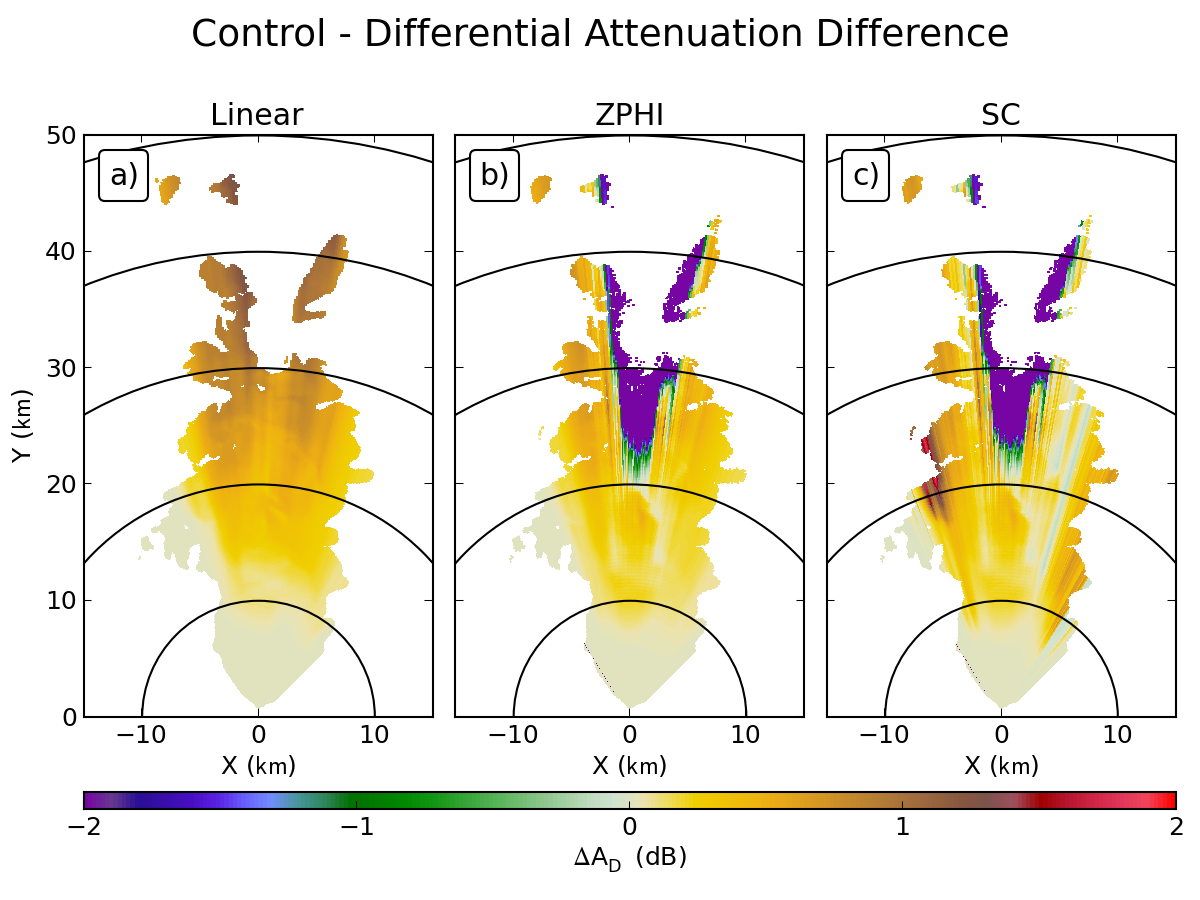 Control - Differential Attenuation Difference
Linear ZPHI SC
a) b) c)
50
40
30
20
10
0
Y (km)
−10 0 10 −10 0 10 −10 0 10
X (km) X (km) X (km)
−2 −1 0 1 2
ΔA_D (dB)